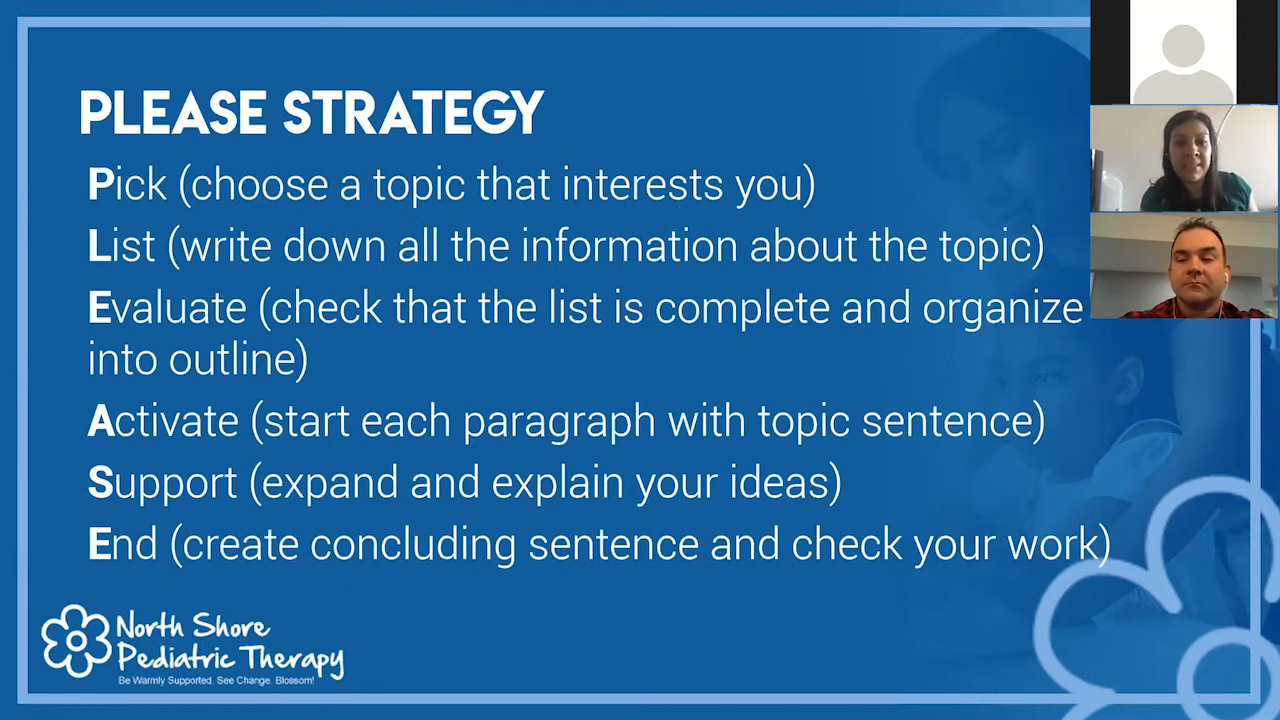 PLEASE STRATEGY
Pick (choose a topic that interests you)
List (write down all the information about the topic)
Evaluate (check that the list is complete and organize
into outline)
Activate (start each paragraph with topic sentence)
Support (expand and explain your ideas)
End (create concluding sentence and check your work)
North Shore
Pediatric Therapy
Be Warmly Supported. See Change. Blossom!